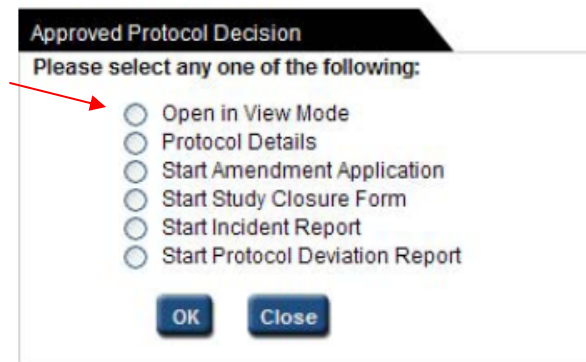 Approved Protocol Decision
Please select any one of the following:
Open in View Mode
Protocol Details
Start Amendment Application
Start Study Closure Form
Start Incident Report
Start Protocol Deviation Report
OK Close